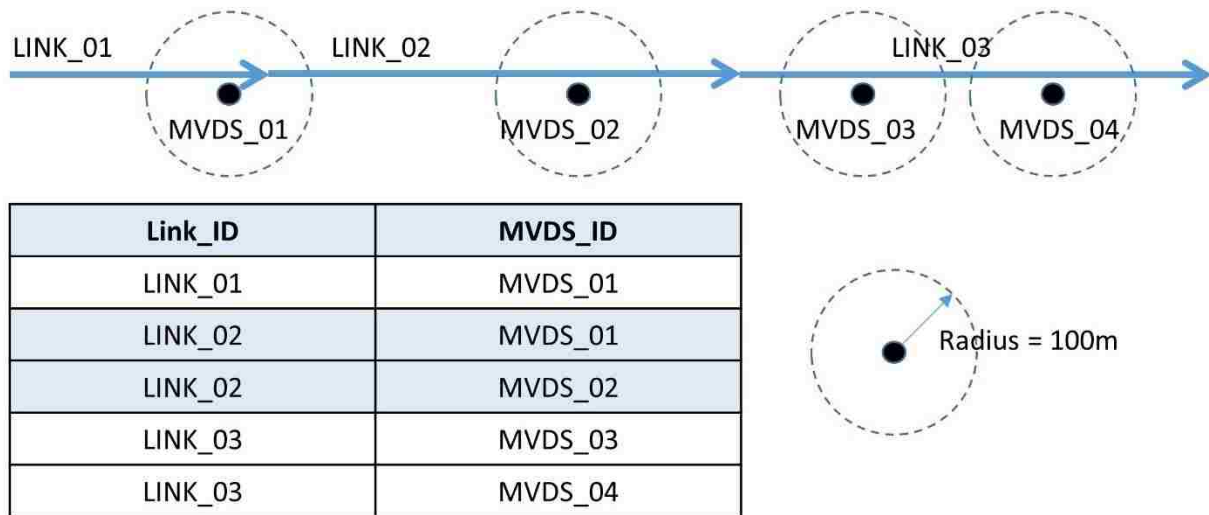 LINK_01
LINK_02
LINK_03
MVDS_01
MVDS_02
MVDS_03
MVDS_04
Link_ID MVDS_ID
LINK_01 MVDS_01
LINK_02 MVDS_01
LINK_02 MVDS_02
LINK_03 MVDS_03
LINK_03 MVDS_04
Radius = 100m